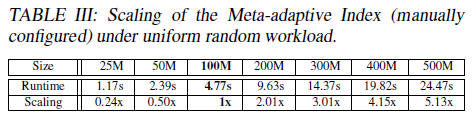 TABLE III: Scaling of the Meta-adaptive Index (manually
configured) under uniform random workload.
Size 25M 50M 100M 200M 300M 400M 500M
Runtime 1.17s 2.39s 4.77s 9.63s 14.37s 19.82s 24.47s
Scaling 0.24x 0.50x 1x 2.01x 3.01x 4.15x 5.13x